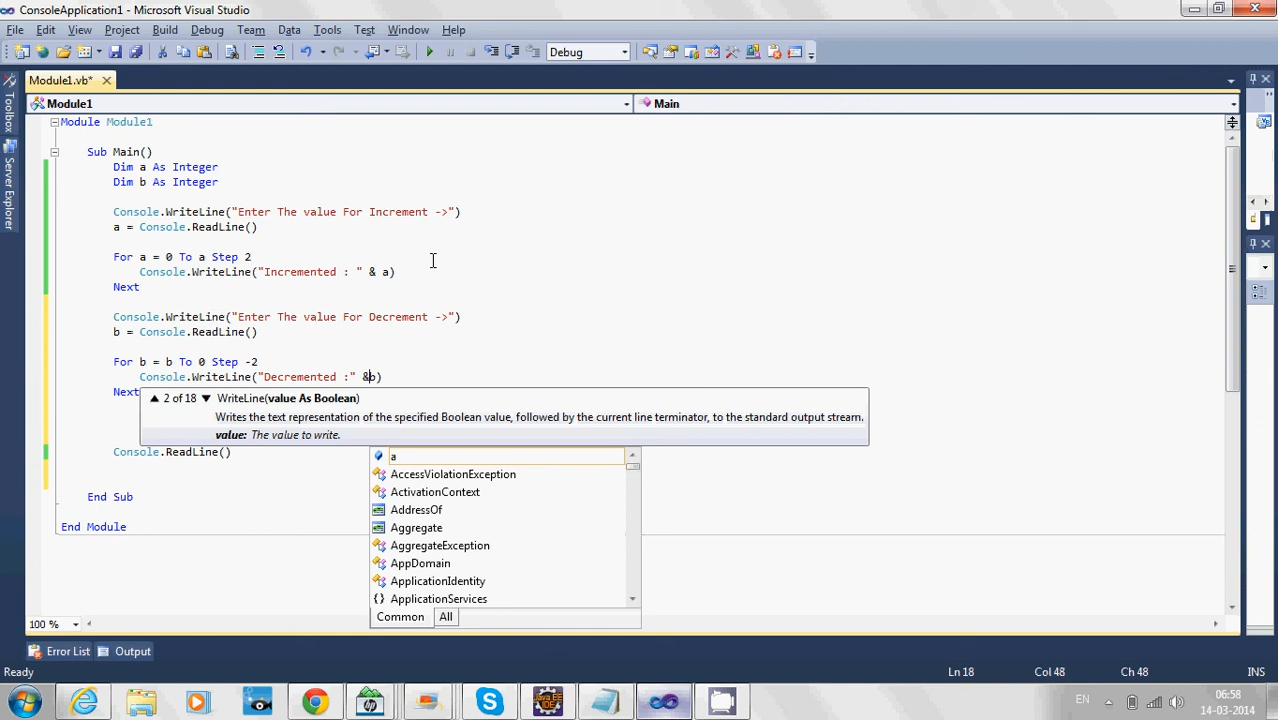 ConsoleApplication1 - Microsoft Visual Studio
File Edit View Project Build Debug Team Data Tools Test Window Help
Debug
Module1.vb*
Toolbox
Server Explorer
Module1 Main
Module Module1
Sub Main()
Dim a As Integer
Dim b As Integer
Console.WriteLine("Enter The value For Increment ->")
a = Console.ReadLine()
For a = 0 To a Step 2
Console.WriteLine("Incremented : " & a)
Next
Console.WriteLine("Enter The value For Decrement ->")
b = Console.ReadLine()
For b = b To 0 Step -2
Console.WriteLine("Decremented :" &b)
Next
2 of 18 WriteLine(value As Boolean)
Writes the text representation of the specified Boolean value, followed by the current line terminator, to the standard output stream.
value: The value to write.
Console.ReadLine()
a
AccessViolationException
ActivationContext
AddressOf
Aggregate
AggregateException
AppDomain
ApplicationIdentity
ApplicationServices
Common All
End Sub
End Module
100 %
Error List Output
Ready Ln 18 Col 48 Ch 48 INS
EN 06:58
14-03-2014